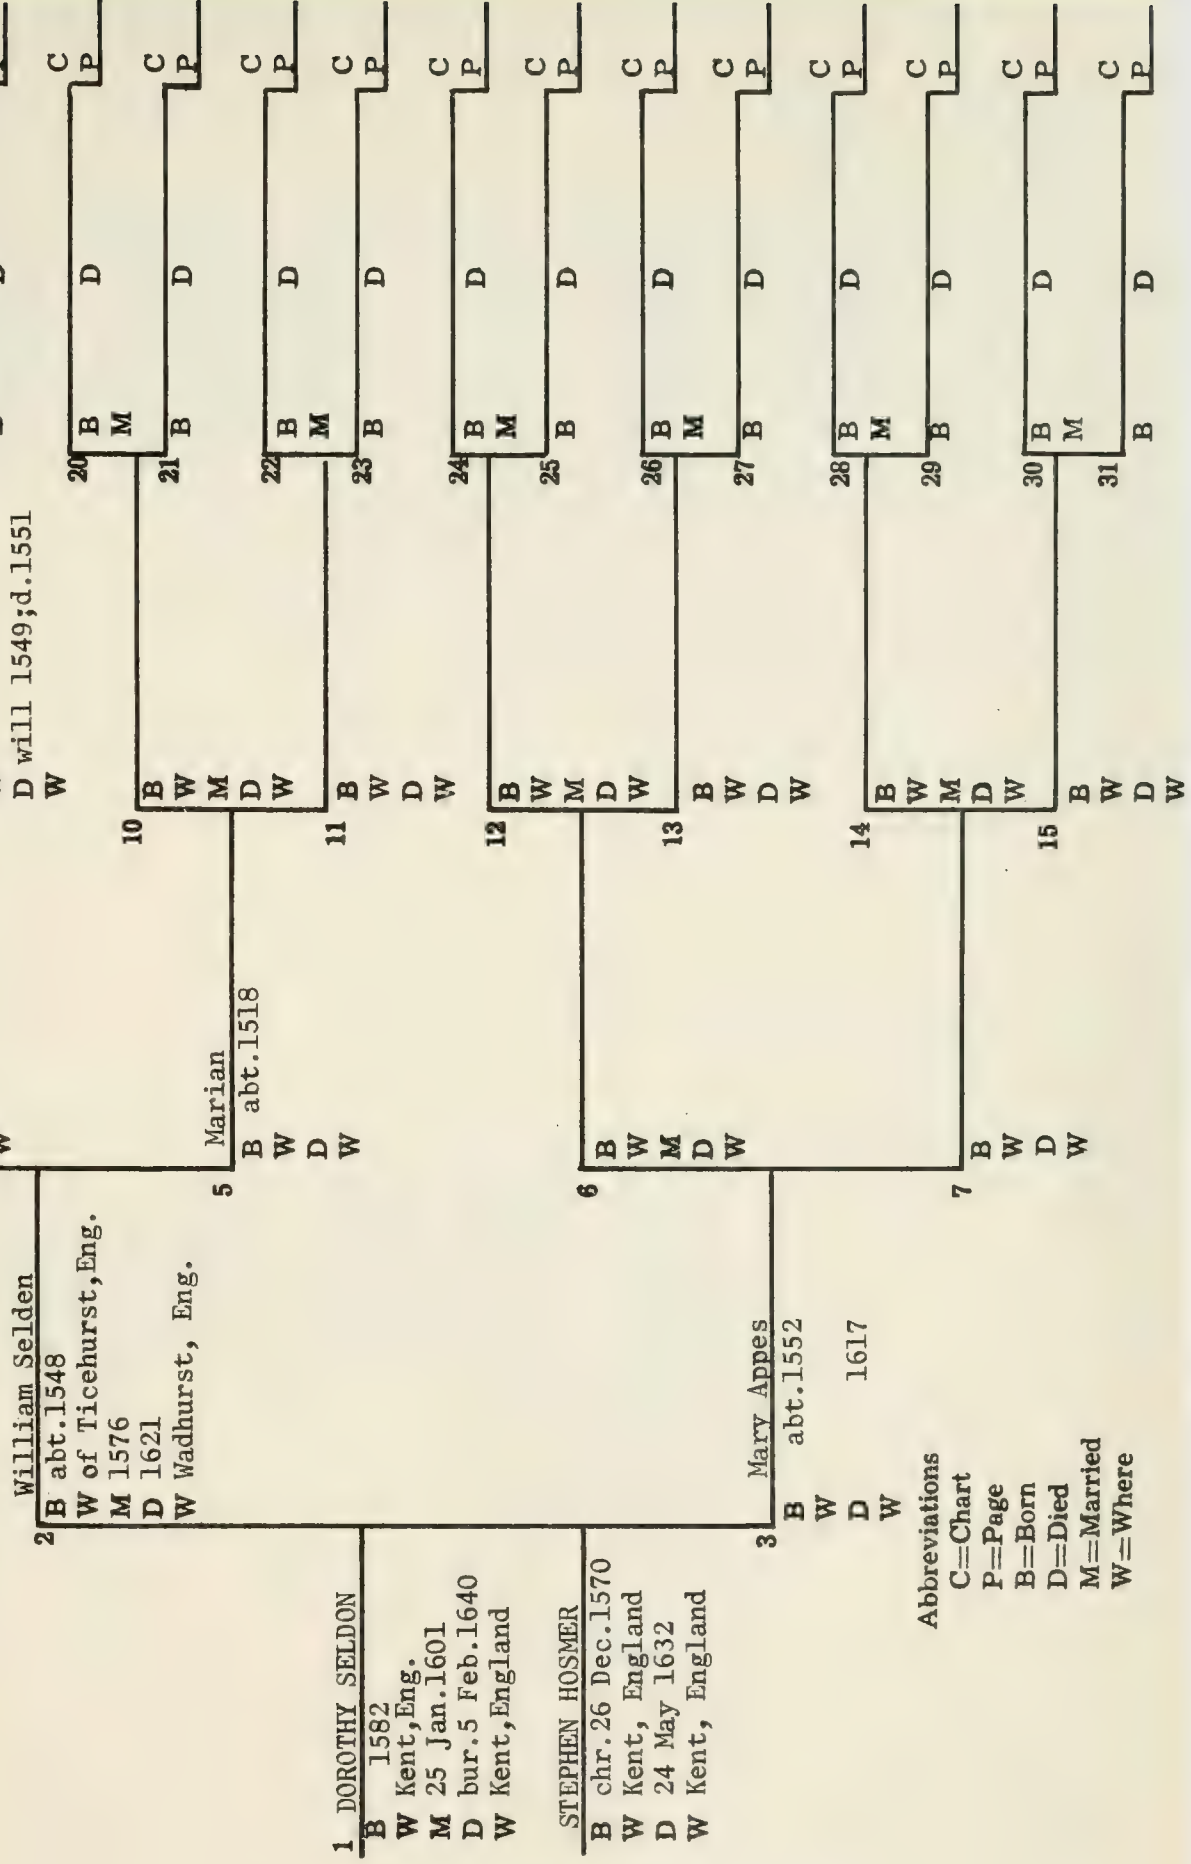 1 DOROTHY SELDON
B 1582
W Kent,Eng.
M 25 Jan.1601
D bur.5 Feb.1640
W Kent,England
STEPHEN HOSMER
B chr.26 Dec.1570
W Kent, England
D 24 May 1632
W Kent, England
Abbreviations
C=Chart
P=Page
B=Born
D=Died
M=Married
W=Where
William Selden
2
B abt.1548
W of Ticehurst,Eng.
M 1576
D 1621
W Wadhurst, Eng.
Mary Appes
3
B abt.1552
W
D 1617
W
W
Marian
5
B abt.1518
W
D
W
6
B
W
M
D
W
7
B
W
D
W
D will 1549;d.1551
W
10
B
W
M
D
W
11
B
W
D
W
12
B
W
M
D
W
13
B
W
D
W
14
B
W
M
D
W
15
B
W
D
W
20
B D C
M P
21
B D C
P
22
B D C
M P
23
B D C
P
24
B D C
M P
25
B D C
P
26
B D C
M P
27
B D C
P
28
B D C
M P
29
B D C
P
30
B D C
M P
31
B D C
P